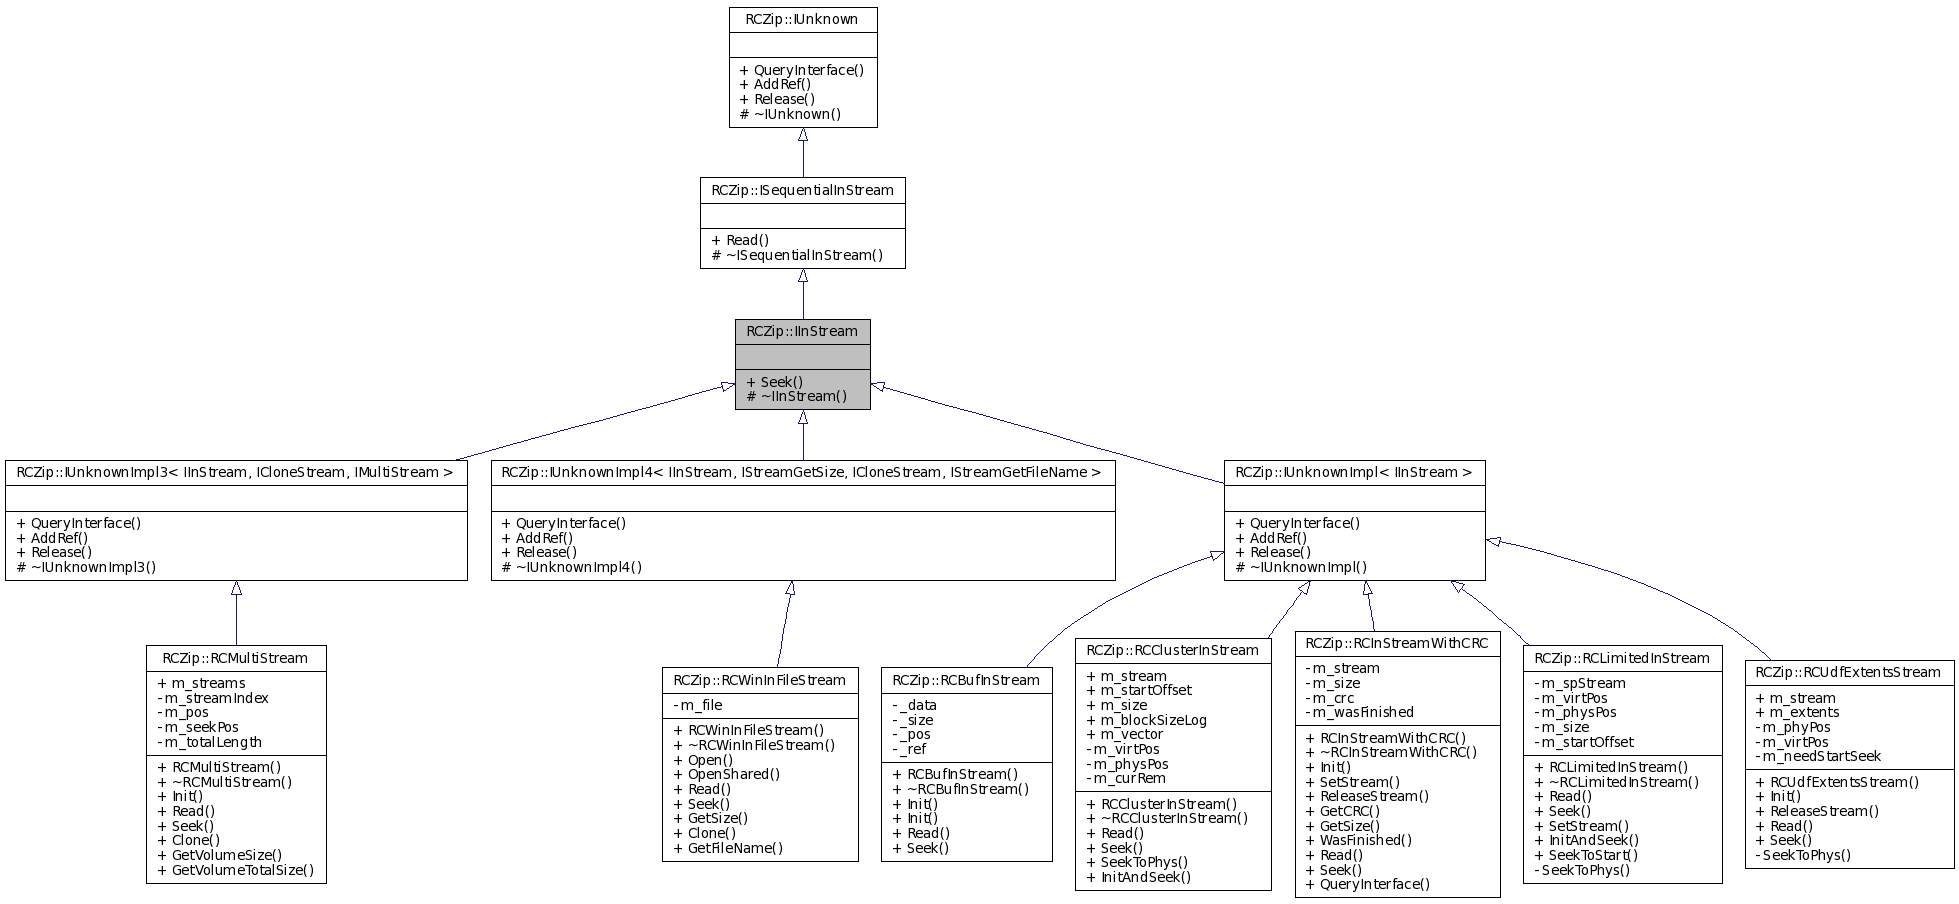 RCZip::IUnknown
+ QueryInterface()
+ AddRef()
+ Release()
# ~IUnknown()
RCZip::ISequentialInStream
+ Read()
# ~ISequentialInStream()
RCZip::IInStream
+ Seek()
# ~IInStream()
RCZip::IUnknownImpl3< IInStream, ICloneStream, IMultiStream >
+ QueryInterface()
+ AddRef()
+ Release()
# ~IUnknownImpl3()
RCZip::IUnknownImpl4< IInStream, IStreamGetSize, ICloneStream, IStreamGetFileName >
+ QueryInterface()
+ AddRef()
+ Release()
# ~IUnknownImpl4()
RCZip::IUnknownImpl< IInStream >
+ QueryInterface()
+ AddRef()
+ Release()
# ~IUnknownImpl()
RCZip::RCMultiStream
+ m_streams
- m_streamIndex
- m_pos
- m_seekPos
- m_totalLength
+ RCMultiStream()
+ ~RCMultiStream()
+ Init()
+ Read()
+ Seek()
+ Clone()
+ GetVolumeSize()
+ GetVolumeTotalSize()
RCZip::RCWinInFileStream
- m_file
+ RCWinInFileStream()
+ ~RCWinInFileStream()
+ Open()
+ OpenShared()
+ Read()
+ Seek()
+ GetSize()
+ Clone()
+ GetFileName()
RCZip::RCBufInStream
- _data
- _size
- _pos
- _ref
+ RCBufInStream()
+ ~RCBufInStream()
+ Init()
+ Init()
+ Read()
+ Seek()
RCZip::RCClusterInStream
+ m_stream
+ m_startOffset
+ m_size
+ m_blockSizeLog
+ m_vector
- m_virtPos
- m_physPos
- m_curRem
+ RCClusterInStream()
+ ~RCClusterInStream()
+ Read()
+ Seek()
+ SeekToPhys()
+ InitAndSeek()
RCZip::RCInStreamWithCRC
- m_stream
- m_size
- m_crc
- m_wasFinished
+ RCInStreamWithCRC()
+ ~RCInStreamWithCRC()
+ Init()
+ SetStream()
+ ReleaseStream()
+ GetCRC()
+ GetSize()
+ WasFinished()
+ Read()
+ Seek()
+ QueryInterface()
RCZip::RCLimitedInStream
- m_spStream
- m_virtPos
- m_physPos
- m_size
- m_startOffset
+ RCLimitedInStream()
+ ~RCLimitedInStream()
+ Read()
+ Seek()
+ SetStream()
+ InitAndSeek()
+ SeekToStart()
- SeekToPhys()
RCZip::RCUdfExtentsStream
+ m_stream
+ m_extents
- m_phyPos
- m_virtPos
- m_needStartSeek
+ RCUdfExtentsStream()
+ Init()
+ ReleaseStream()
+ Read()
+ Seek()
- SeekToPhys()